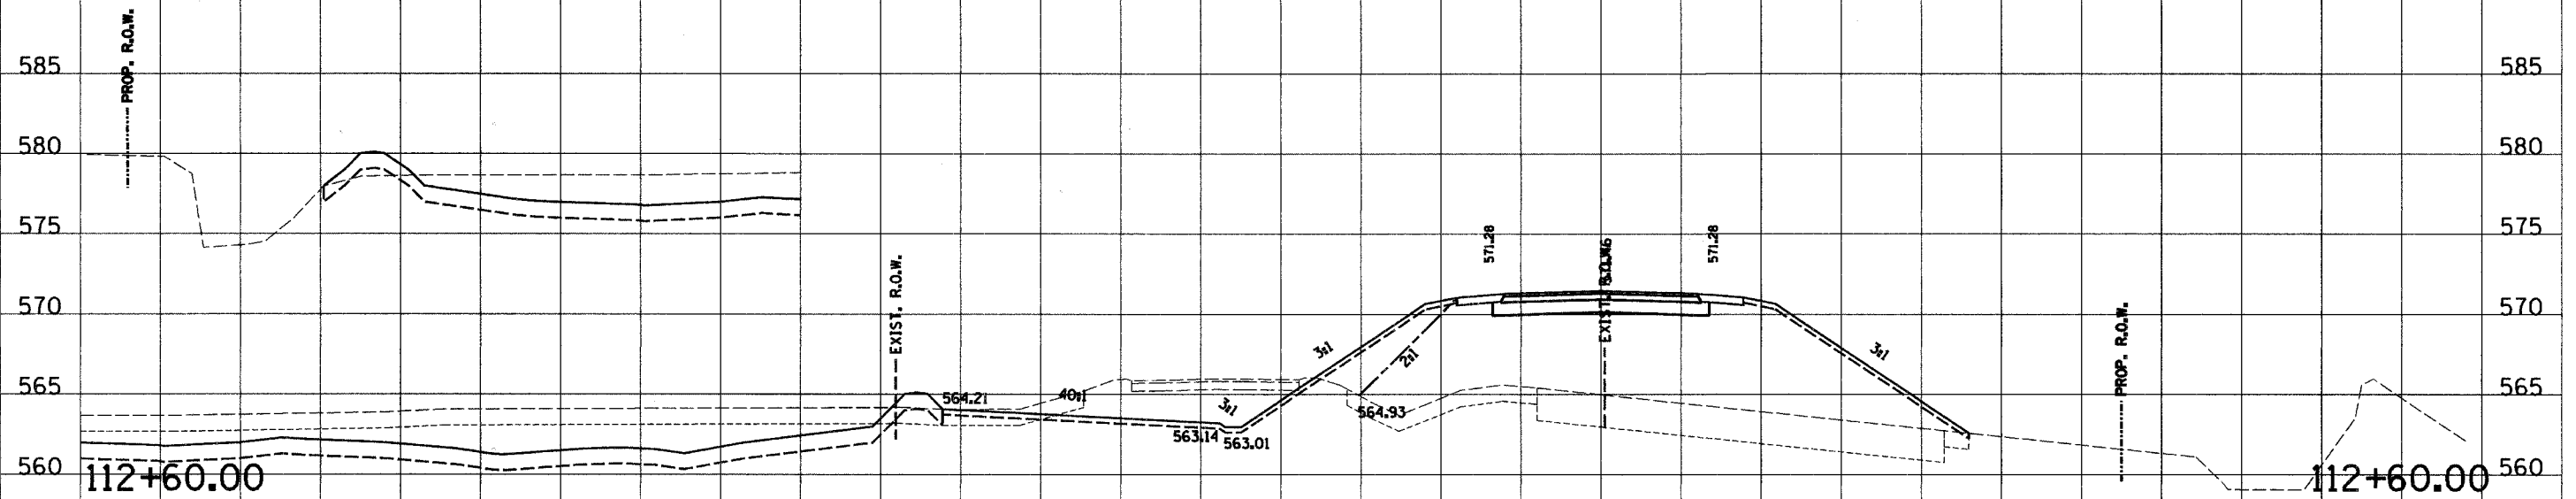 PROP. R.O.W.
585 585
580 580
575 575
571.28 571.28
EXIST. R.O.W.
EXIST. R.O.W.
570 570
PROP. R.O.W.
3:1 2:1 3:1
565 565
564.21 40:1 3:1 564.93
563.14 563.01
560 560
112+60.00 112+60.00